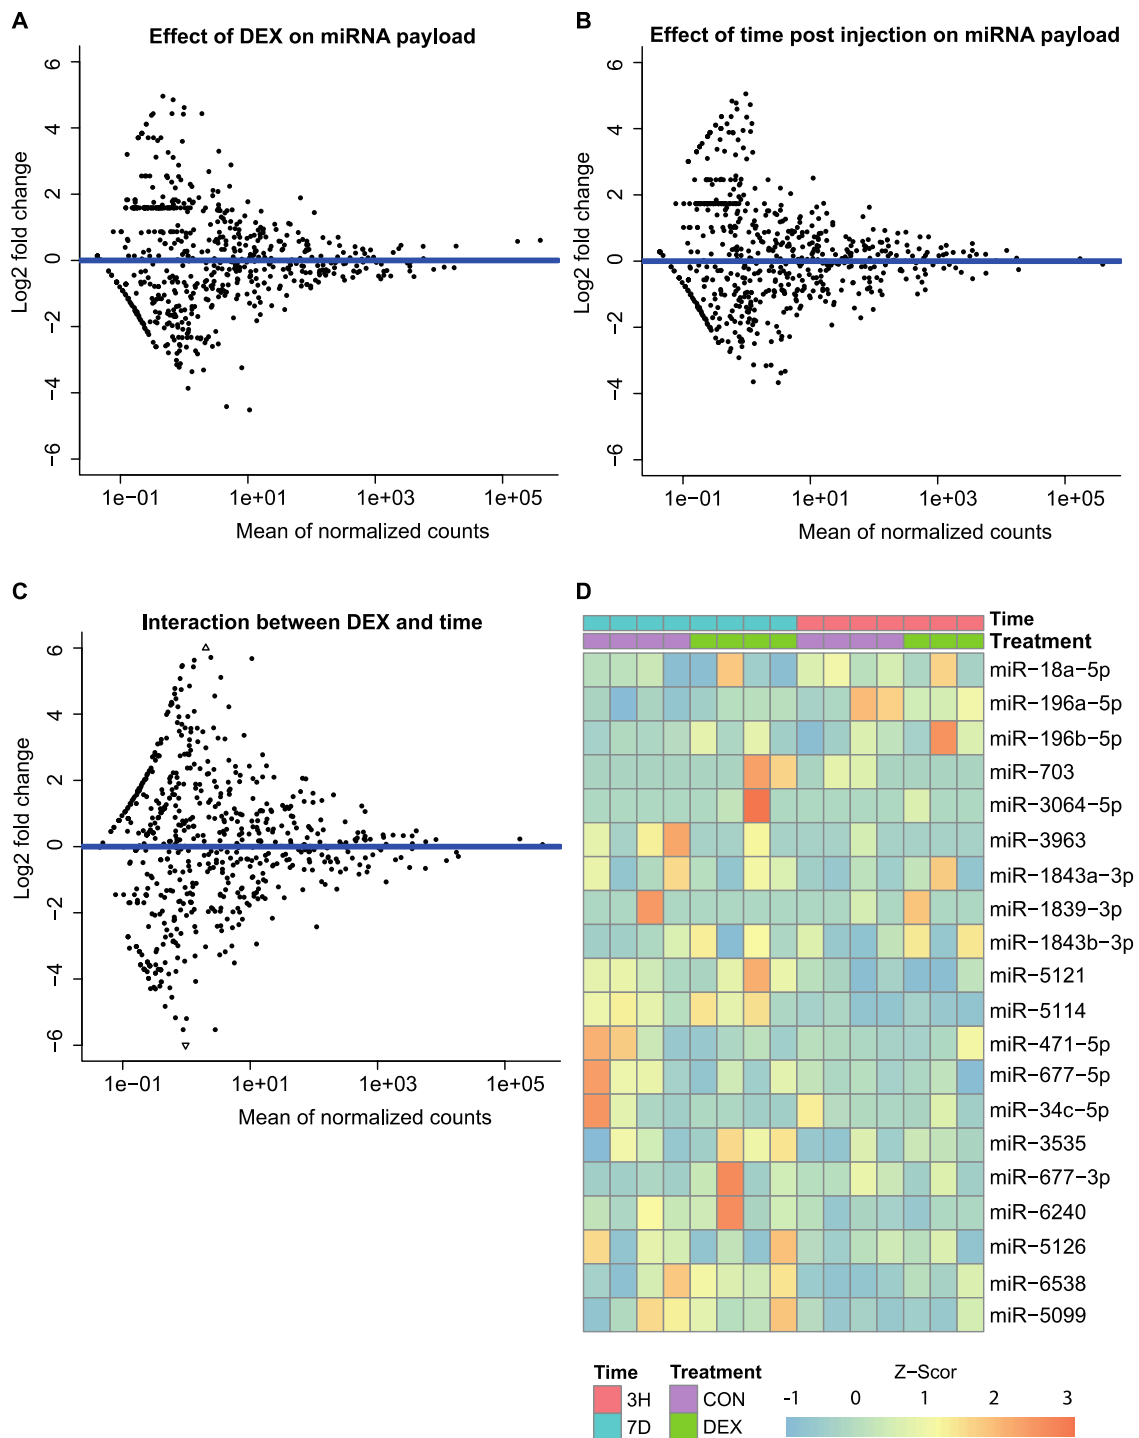 A
Effect of DEX on miRNA payload
6
4
2
0
−2
−4
−6
Log2 fold change
1e−01
1e+01
1e+03
1e+05
Mean of normalized counts
B
Effect of time post injection on miRNA payload
6
4
2
0
−2
−4
−6
Log2 fold change
1e−01
1e+01
1e+03
1e+05
Mean of normalized counts
C
Interaction between DEX and time
6
4
2
0
−2
−4
−6
Log2 fold change
1e−01
1e+01
1e+03
1e+05
Mean of normalized counts
D
Time
Treatment
miR−18a−5p
miR−196a−5p
miR−196b−5p
miR−703
miR−3064−5p
miR−3963
miR−1843a−3p
miR−1839−3p
miR−1843b−3p
miR−5121
miR−5114
miR−471−5p
miR−677−5p
miR−34c−5p
miR−3535
miR−677−3p
miR−6240
miR−5126
miR−6538
miR−5099
Time
3H
7D
Treatment
CON
DEX
Z−Scor
-1 0 1 2 3